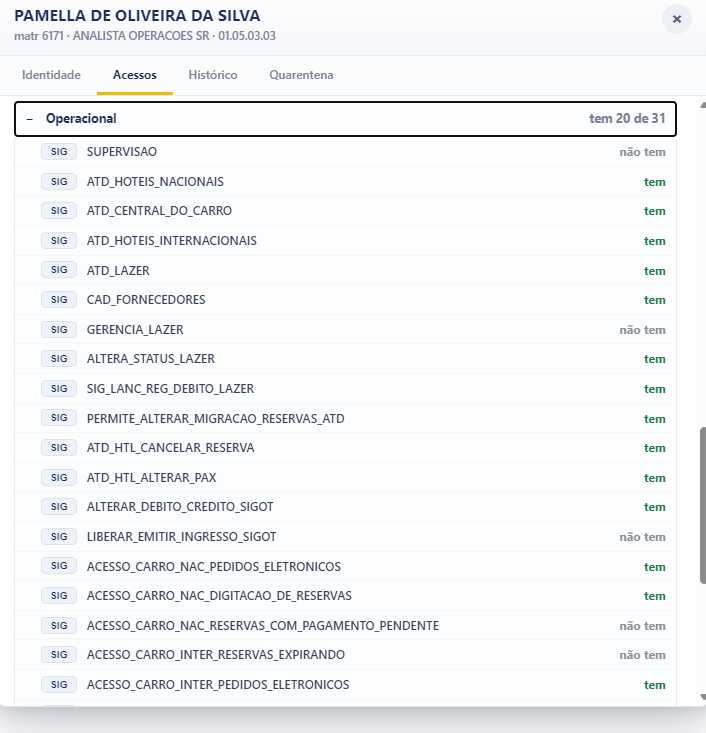 PAMELLA DE OLIVEIRA DA SILVA
matr 6171 · ANALISTA OPERACOES SR · 01.05.03.03
×
Identidade Acessos Histórico Quarentena
− Operacional tem 20 de 31
SIG SUPERVISAO não tem
SIG ATD_HOTEIS_NACIONAIS tem
SIG ATD_CENTRAL_DO_CARRO tem
SIG ATD_HOTEIS_INTERNACIONAIS tem
SIG ATD_LAZER tem
SIG CAD_FORNECEDORES tem
SIG GERENCIA_LAZER não tem
SIG ALTERA_STATUS_LAZER tem
SIG SIG_LANC_REG_DEBITO_LAZER tem
SIG PERMITE_ALTERAR_MIGRACAO_RESERVAS_ATD tem
SIG ATD_HTL_CANCELAR_RESERVA tem
SIG ATD_HTL_ALTERAR_PAX tem
SIG ALTERAR_DEBITO_CREDITO_SIGOT tem
SIG LIBERAR_EMITIR_INGRESSO_SIGOT não tem
SIG ACESSO_CARRO_NAC_PEDIDOS_ELETRONICOS tem
SIG ACESSO_CARRO_NAC_DIGITACAO_DE_RESERVAS tem
SIG ACESSO_CARRO_NAC_RESERVAS_COM_PAGAMENTO_PENDENTE não tem
SIG ACESSO_CARRO_INTER_RESERVAS_EXPIRANDO não tem
SIG ACESSO_CARRO_INTER_PEDIDOS_ELETRONICOS tem